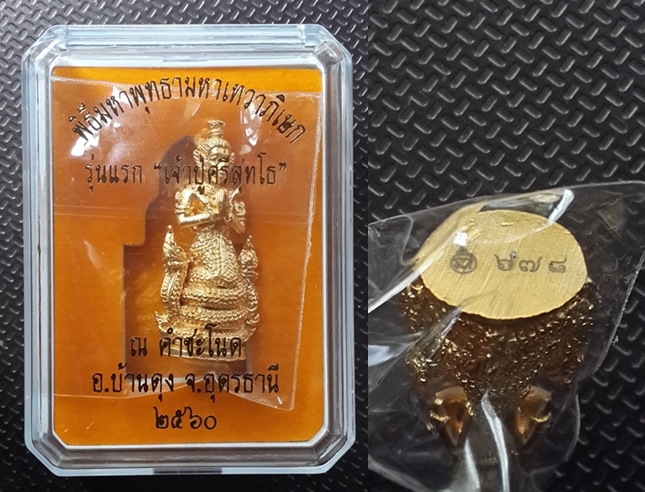 พิธีมหาพุทธามหาเทวาภิเษก
รุ่นแรก "เจ้าปู่ศรีสุทโธ"
ณ คำชะโนด
อ.บ้านดุง จ.อุดรธานี
๒๕๖๐
๒๗๘